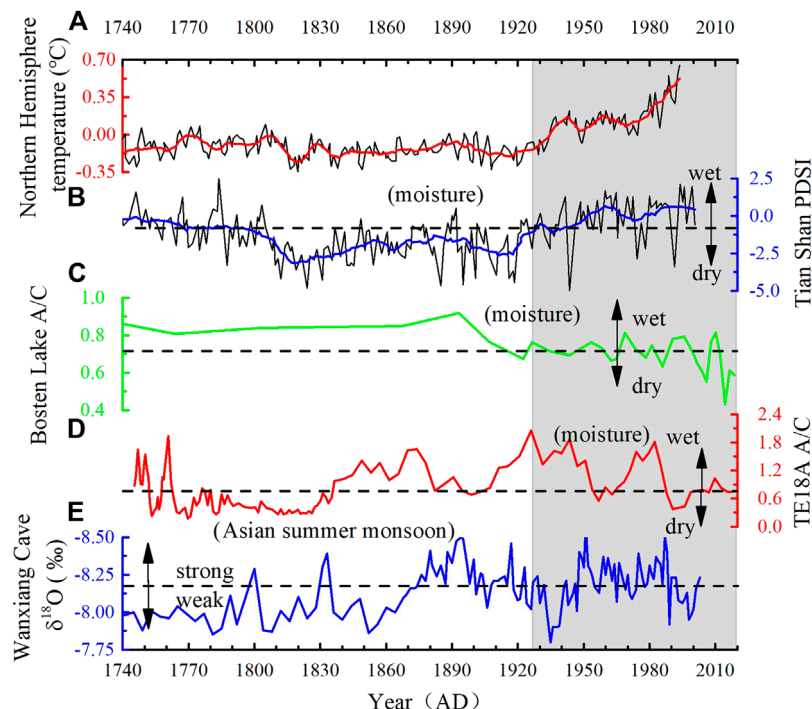 A
1740 1770 1800 1830 1860 1890 1920 1950 1980 2010
Northern Hemisphere
temperature (°C)
0.70
0.35
0.00
-0.35
B
(moisture)
wet
dry
2.5
0.0
-2.5
-5.0
Tian Shan PDSI
C
Bosten Lake A/C
1.0
0.8
0.6
0.4
(moisture)
wet
dry
D
(moisture)
wet
dry
2.4
1.8
1.2
0.6
0.0
TE18A A/C
E
Wanxiang Cave
δ18O ( ‰)
-8.50
-8.25
-8.00
-7.75
(Asian summer monsoon)
strong
weak
1740 1770 1800 1830 1860 1890 1920 1950 1980 2010
Year（AD）